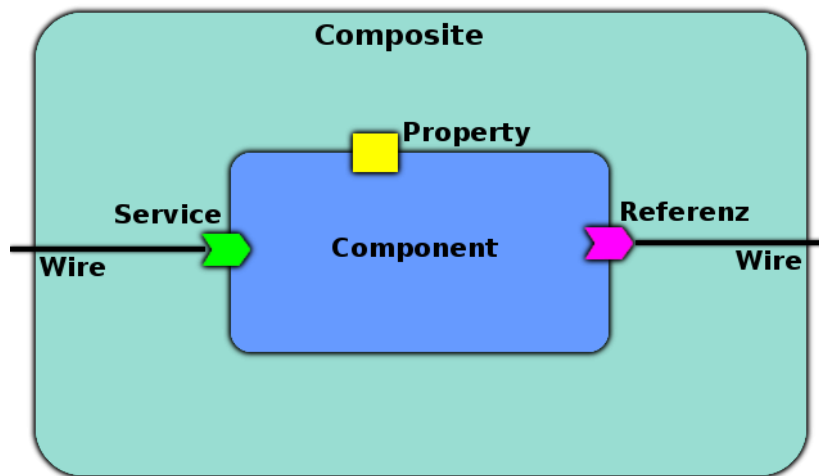 Composite
Property
Service
Referenz
Component
Wire
Wire